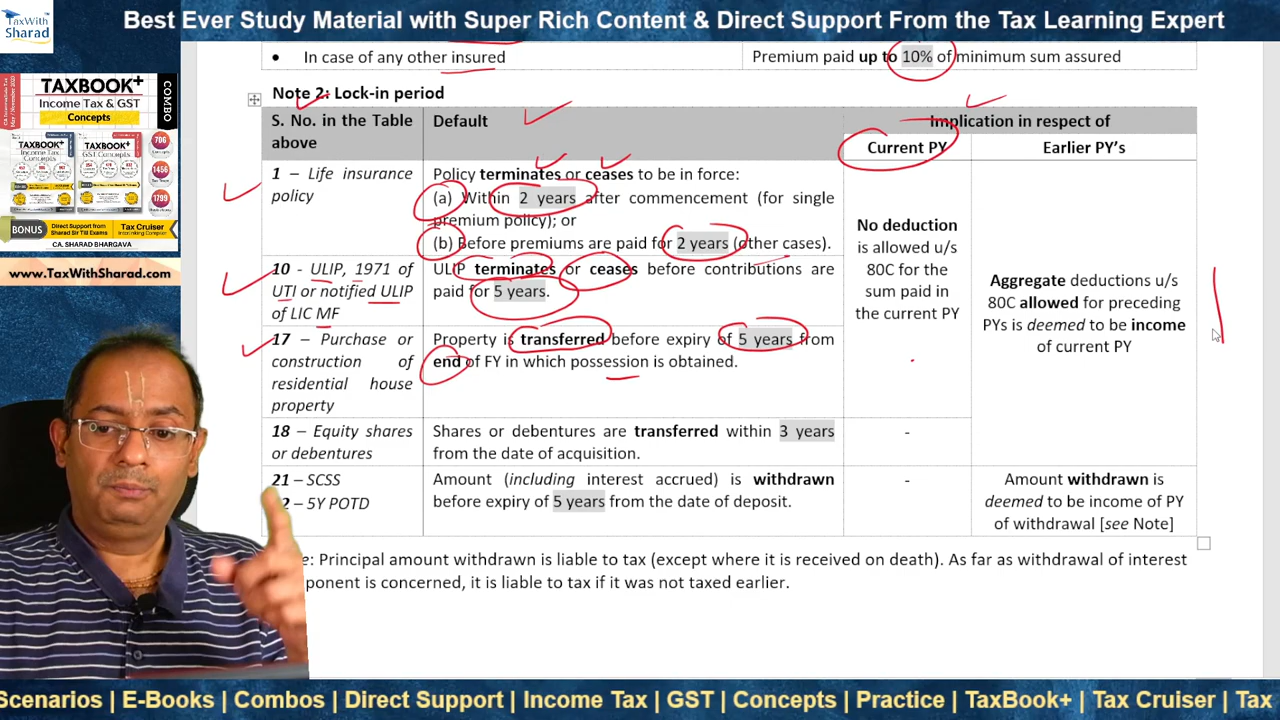 Best Ever Study Material with Super Rich Content & Direct Support From the Tax Learning Expert
TaxWith
Sharad
TAXBOOK+
Income Tax & GST
Concepts
COMBO
TAXBOOK+
TAXBOOK+
706
1456
1799
BONUS
Direct Support from
Sharad Sir Till Exams
Tax Cruiser
CA. SHARAD BHARGAVA
www.TaxWithSharad.com
• In case of any other insured
Premium paid up to 10% of minimum sum assured
Note 2: Lock-in period
S. No. in the Table above
Default
Implication in respect of
Current PY
Earlier PY's
1 – Life insurance
policy
Policy terminates or ceases to be in force:
(a) Within 2 years after commencement (for single
premium policy); or
(b) Before premiums are paid for 2 years (other cases).
No deduction
is allowed u/s
80C for the
sum paid in
the current PY
10 - ULIP, 1971 of
UTI or notified ULIP
of LIC MF
ULIP terminates or ceases before contributions are
paid for 5 years.
Aggregate deductions u/s
80C allowed for preceding
PYs is deemed to be income
of current PY
17 – Purchase or
construction of
residential house
property
Property is transferred before expiry of 5 years from
end of FY in which possession is obtained.
18 – Equity shares
or debentures
Shares or debentures are transferred within 3 years
from the date of acquisition.
-
21 – SCSS
2 – 5Y POTD
Amount (including interest accrued) is withdrawn
before expiry of 5 years from the date of deposit.
-
Amount withdrawn is
deemed to be income of PY
of withdrawal [see Note]
e: Principal amount withdrawn is liable to tax (except where it is received on death). As far as withdrawal of interest
ponent is concerned, it is liable to tax if it was not taxed earlier.
Scenarios | E-Books | Combos | Direct Support | Income Tax | GST | Concepts | Practice | TaxBook+ | Tax Cruiser | Tax